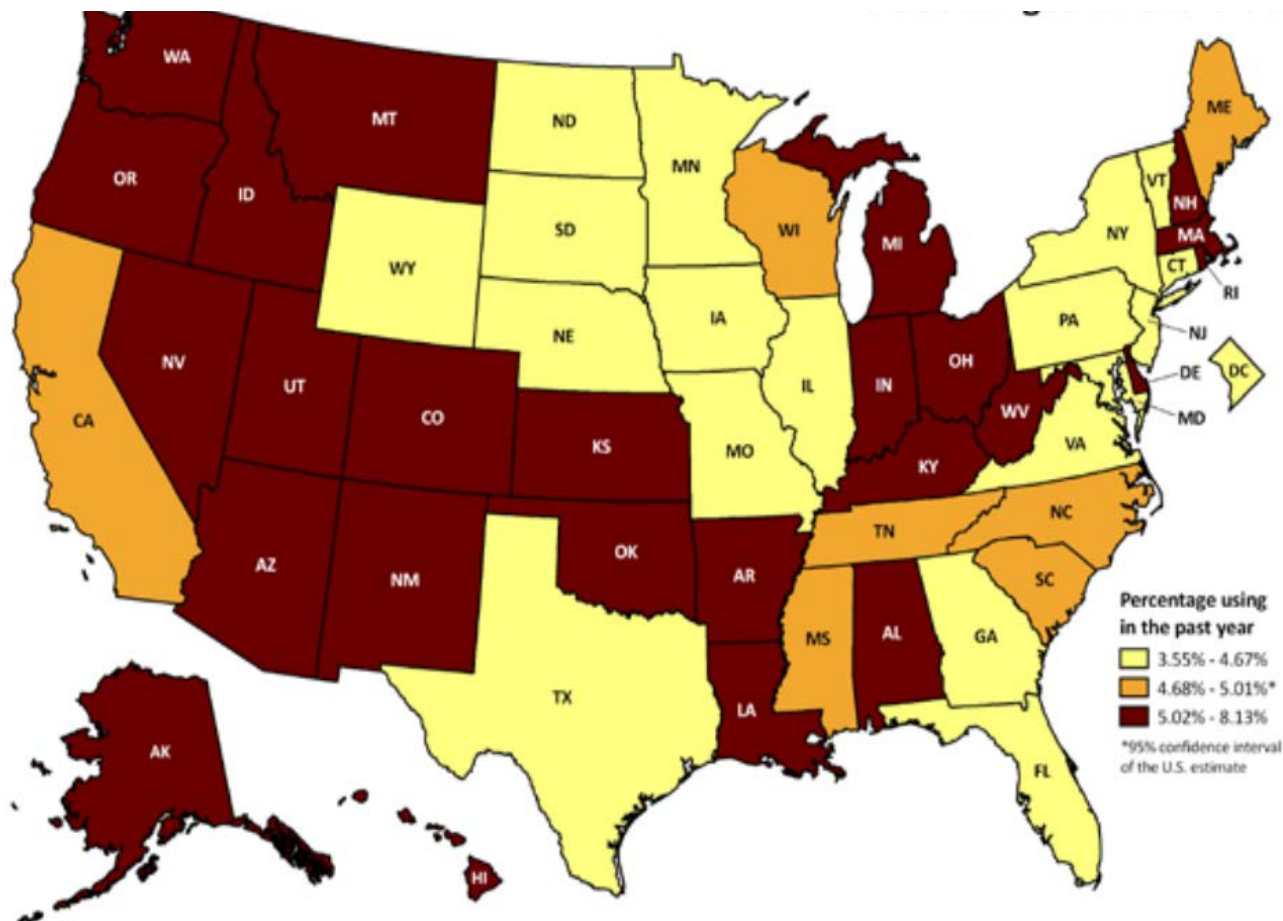 WA
MT
ND
MN
ME
OR
ID
VT
NH
SD
WI
NY
MA
MI
WY
CT
RI
IA
PA
NE
NJ
NV
OH
DE
DC
UT
IL
IN
CO
WV
MD
CA
KS
VA
MO
KY
NC
TN
OK
AZ
AR
NM
SC
Percentage using
in the past year
MS
AL
GA
3.55% - 4.67%
4.68% - 5.01%*
TX
LA
5.02% - 8.13%
*95% confidence interval
of the U.S. estimate
AK
FL
HI